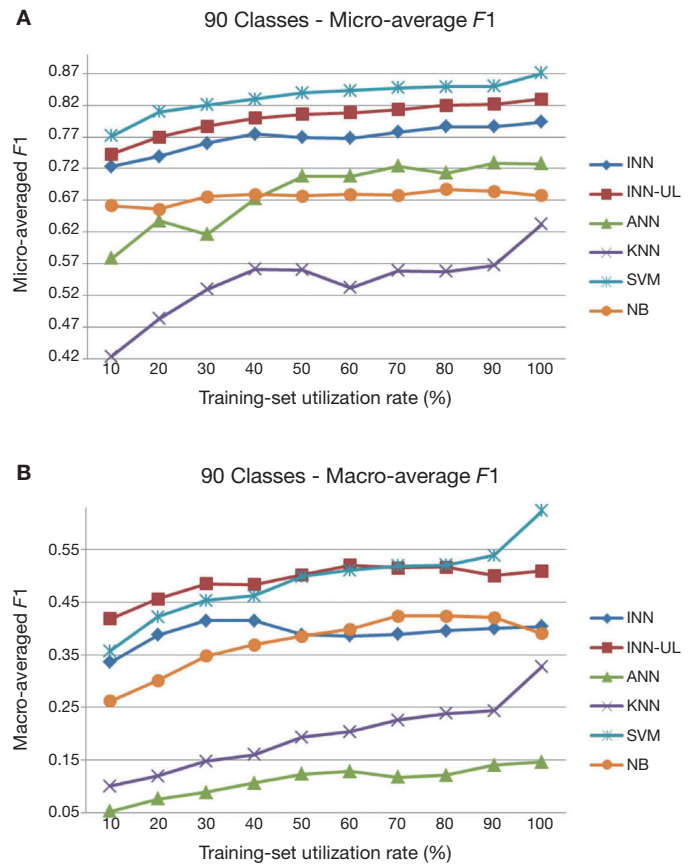 A
90 Classes - Micro-average F1
Micro-averaged F1
0.87
0.82
0.77
0.72
0.67
0.62
0.57
0.52
0.47
0.42
10 20 30 40 50 60 70 80 90 100
Training-set utilization rate (%)
INN
INN-UL
ANN
KNN
SVM
NB
B
90 Classes - Macro-average F1
Macro-averaged F1
0.55
0.45
0.35
0.25
0.15
0.05
10 20 30 40 50 60 70 80 90 100
Training-set utilization rate (%)
INN
INN-UL
ANN
KNN
SVM
NB